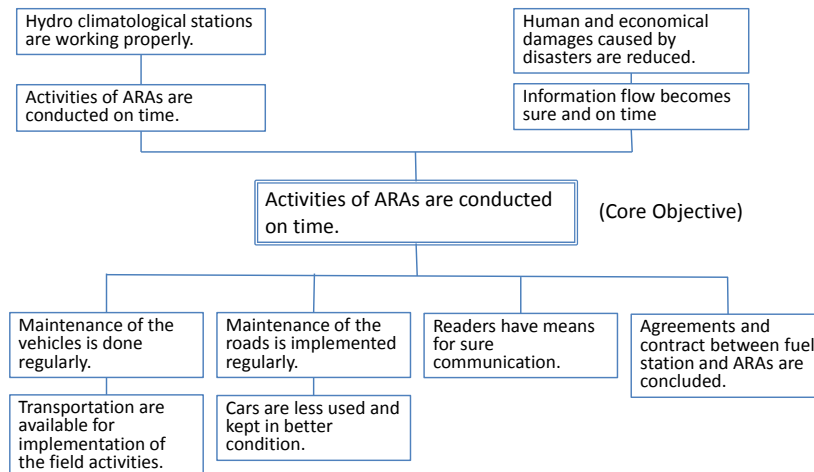 Hydro climatological stations
are working properly.
Human and economical
damages caused by
disasters are reduced.
Activities of ARAs are
conducted on time.
Information flow becomes
sure and on time
Activities of ARAs are conducted
on time.
(Core Objective)
Maintenance of the
vehicles is done
regularly.
Maintenance of the
roads is implemented
regularly.
Readers have means
for sure
communication.
Agreements and
contract between fuel
station and ARAs are
concluded.
Transportation are
available for
implementation of
the field activities.
Cars are less used and
kept in better
condition.